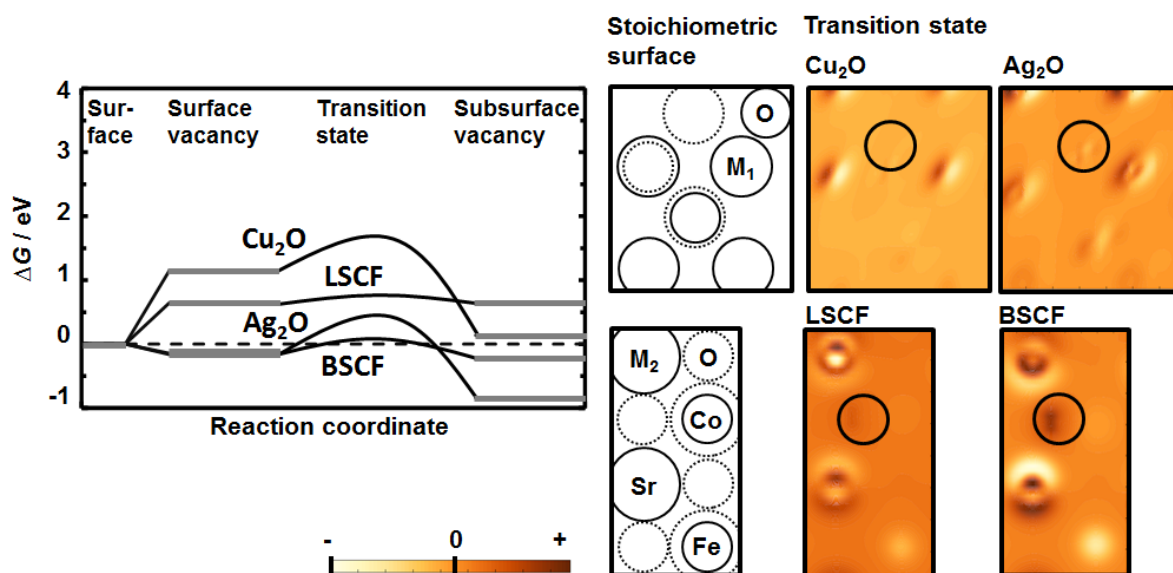 ΔG / eV
4
3
2
1
0
-1
Sur-
face
Surface
vacancy
Transition
state
Subsurface
vacancy
Cu₂O
LSCF
Ag₂O
BSCF
Reaction coordinate
- 0 +
Stoichiometric
surface
O
M₁
M₂ O
Co
Sr
Fe
Transition state
Cu₂O
Ag₂O
LSCF
BSCF